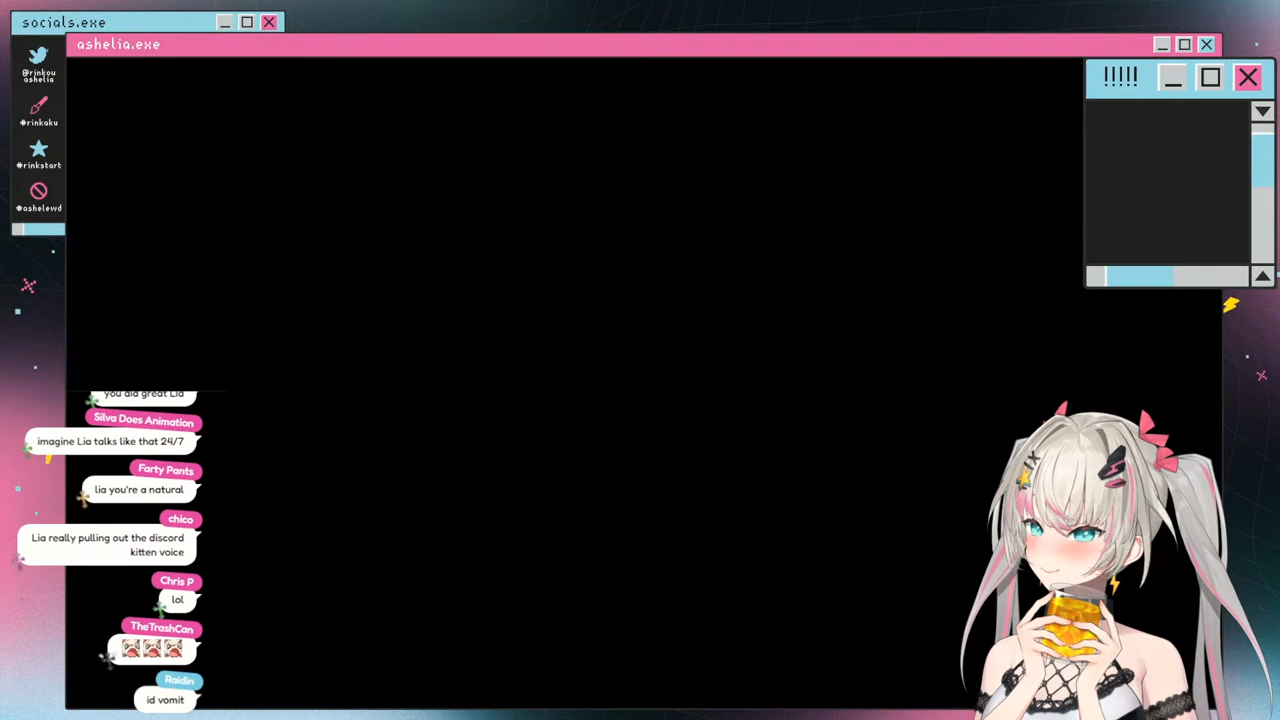 socials.exe
ashelia.exe
@rinkou
ashelia
#rinkaku
#rinkstart
#ashelewd
!!!!!
you did great Lia
Silva Does Animation
imagine Lia talks like that 24/7
Farty Pants
lia you're a natural
chico
Lia really pulling out the discord
kitten voice
Chris P
lol
TheTrashCan
Raidin
id vomit